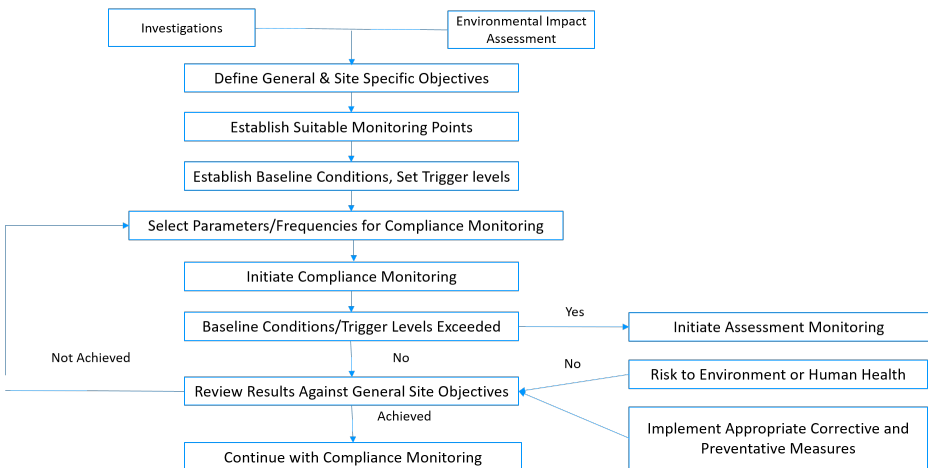 Investigations
Environmental Impact
Assessment
Define General & Site Specific Objectives
Establish Suitable Monitoring Points
Establish Baseline Conditions, Set Trigger levels
Select Parameters/Frequencies for Compliance Monitoring
Initiate Compliance Monitoring
Baseline Conditions/Trigger Levels Exceeded
Yes
Initiate Assessment Monitoring
Not Achieved
No
No
Risk to Environment or Human Health
Review Results Against General Site Objectives
Achieved
Implement Appropriate Corrective and
Preventative Measures
Continue with Compliance Monitoring